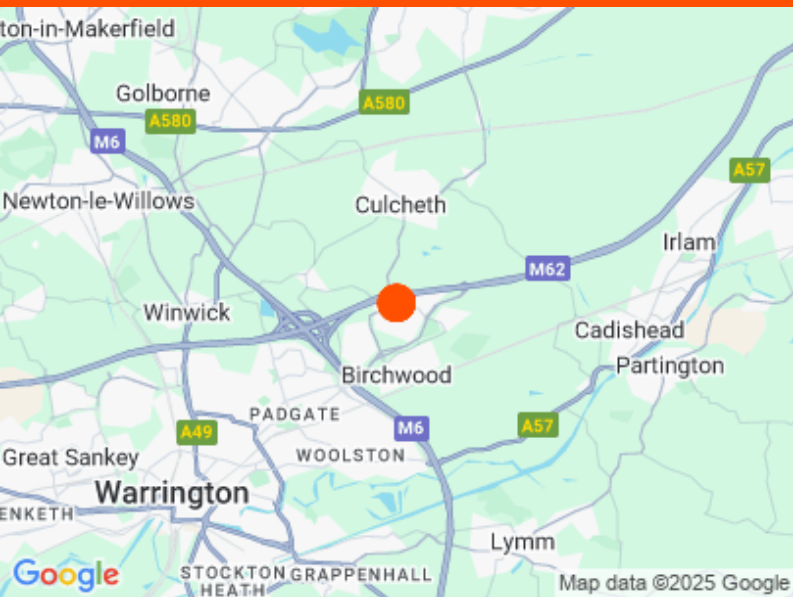 ton-in-Makerfield
Golborne
A580
A580
M6
A57
Newton-le-Willows
Culcheth
Irlam
M62
Winwick
Cadishead
Partington
Birchwood
PADGATE
M6
A57
A49
WOOLSTON
Great Sankey
Warrington
ENKETH
Lymm
STOCKTON
HEATH
GRAPPENHALL
Google
Map data ©2025 Google